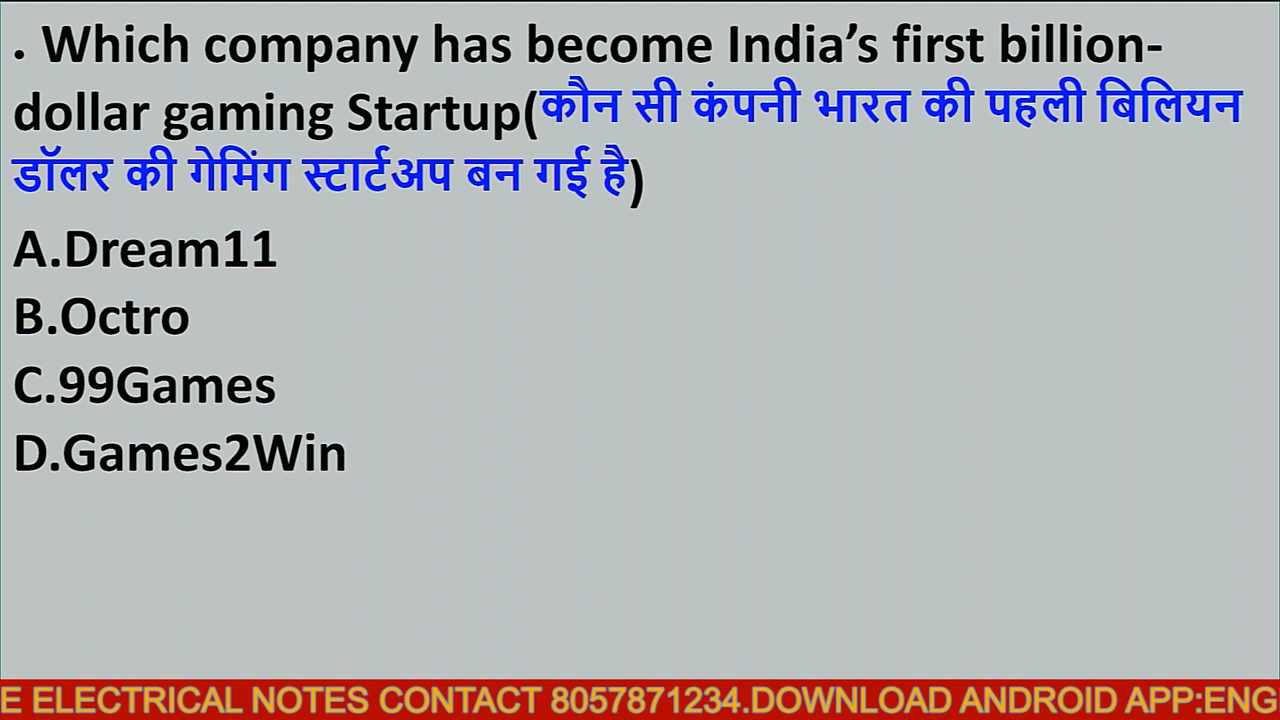 . Which company has become India’s first billion-
dollar gaming Startup(कौन सी कंपनी भारत की पहली बिलियन
डॉलर की गेमिंग स्टार्टअप बन गई है)
A.Dream11
B.Octro
C.99Games
D.Games2Win
E ELECTRICAL NOTES CONTACT 8057871234.DOWNLOAD ANDROID APP:ENG